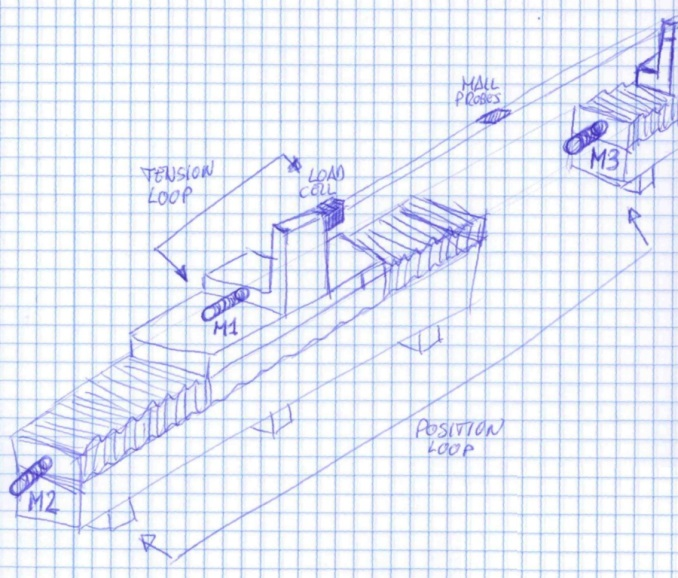 HALL
PROBES
TENSION
LOOP
LOAD
CELL
M3
M1
POSITION
LOOP
M2